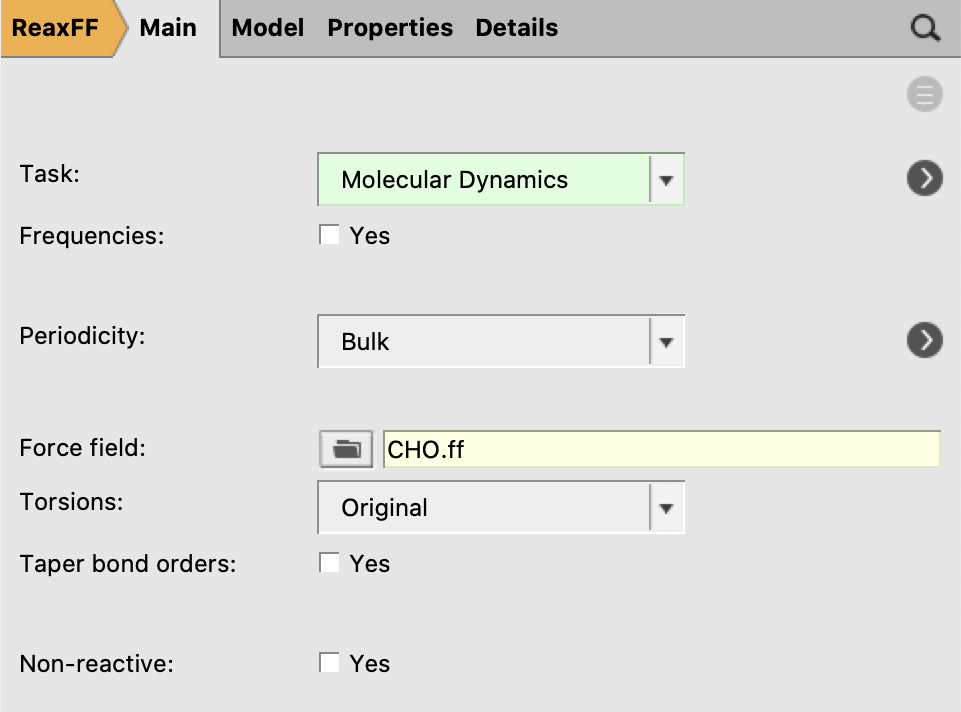 ReaxFF Main Model Properties Details
Task: Molecular Dynamics
Frequencies: Yes
Periodicity: Bulk
Force field: CHO.ff
Torsions: Original
Taper bond orders: Yes
Non-reactive: Yes